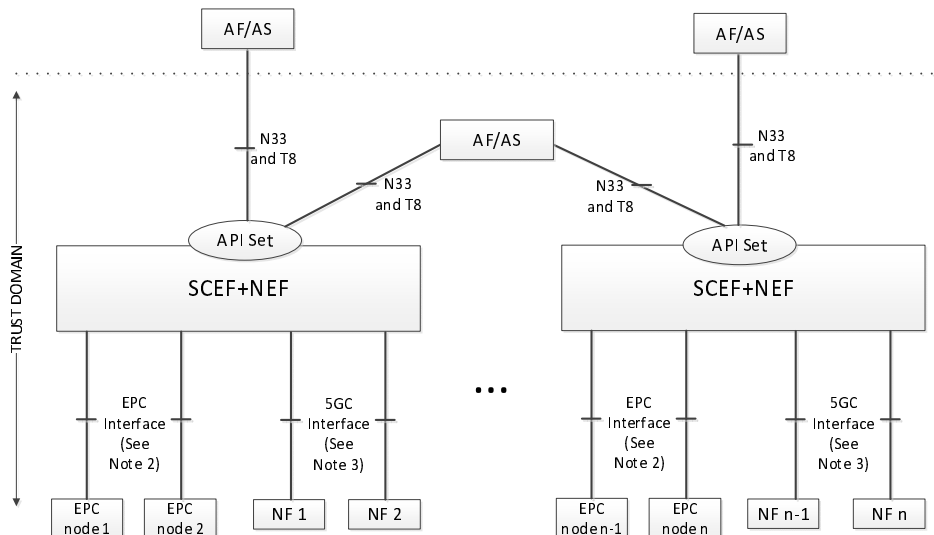 AF/AS
AF/AS
N33
and T8
AF/AS
N33
and T8
N33
and T8
N33
and T8
API Set
API Set
SCEF+NEF
SCEF+NEF
TRUST DOMAIN
...
EPC
Interface
(See
Note 2)
5GC
Interface
(See
Note 3)
EPC
Interface
(See
Note 2)
5GC
Interface
(See
Note 3)
EPC
node 1
EPC
node 2
NF 1
NF 2
EPC
node n-1
EPC
node n
NF n-1
NF n